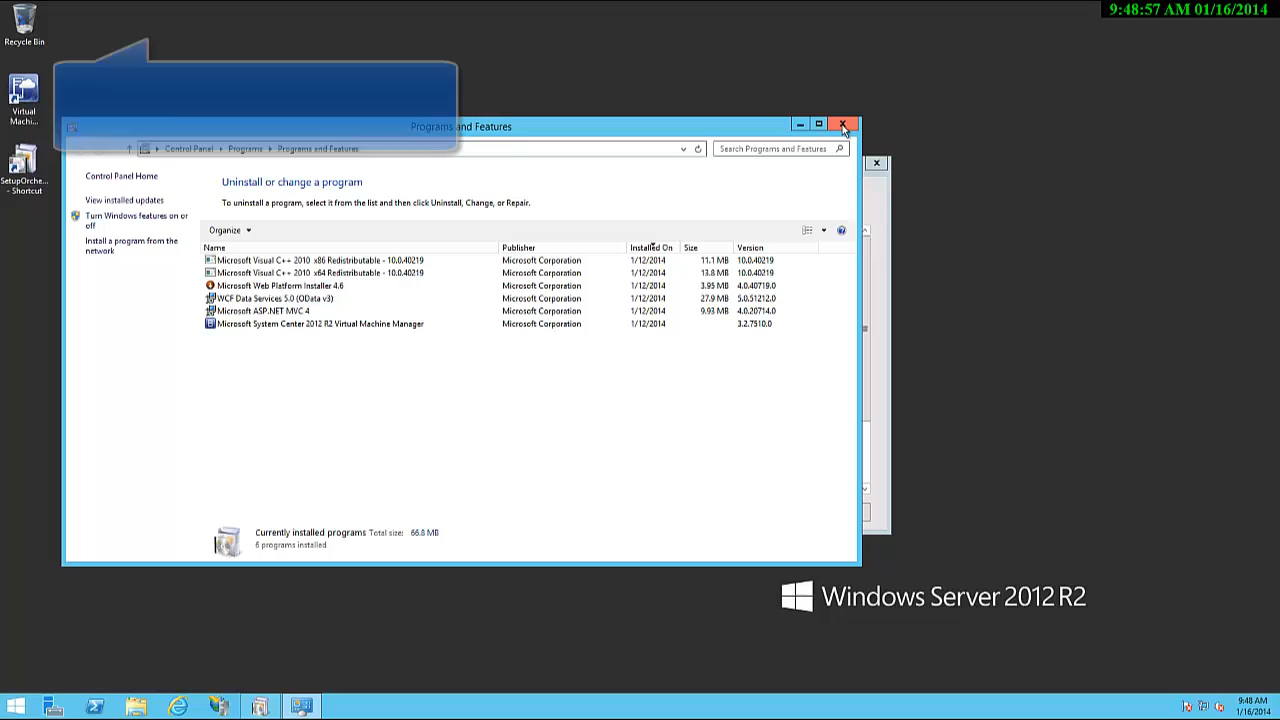 9:48:57 AM 01/16/2014
Recycle Bin
Virtual
Machi...
SetupOrche...
- Shortcut
Programs and Features
Control Panel Programs Programs and Features
Search Programs and Features
Control Panel Home
View installed updates
Turn Windows features on or
off
Install a program from the
network
Uninstall or change a program
To uninstall a program, select it from the list and then click Uninstall, Change, or Repair.
Organize
Name Publisher Installed On Size Version
Microsoft Visual C++ 2010 x86 Redistributable - 10.0.40219 Microsoft Corporation 1/12/2014 11.1 MB 10.0.40219
Microsoft Visual C++ 2010 x64 Redistributable - 10.0.40219 Microsoft Corporation 1/12/2014 13.8 MB 10.0.40219
Microsoft Web Platform Installer 4.6 Microsoft Corporation 1/12/2014 3.95 MB 4.0.40719.0
WCF Data Services 5.0 (OData v3) Microsoft Corporation 1/12/2014 27.9 MB 5.0.51212.0
Microsoft ASP.NET MVC 4 Microsoft Corporation 1/12/2014 9.93 MB 4.0.20714.0
Microsoft System Center 2012 R2 Virtual Machine Manager Microsoft Corporation 1/12/2014 3.2.7510.0
Currently installed programs Total size: 66.8 MB
6 programs installed
Windows Server 2012 R2
9:48 AM
1/16/2014